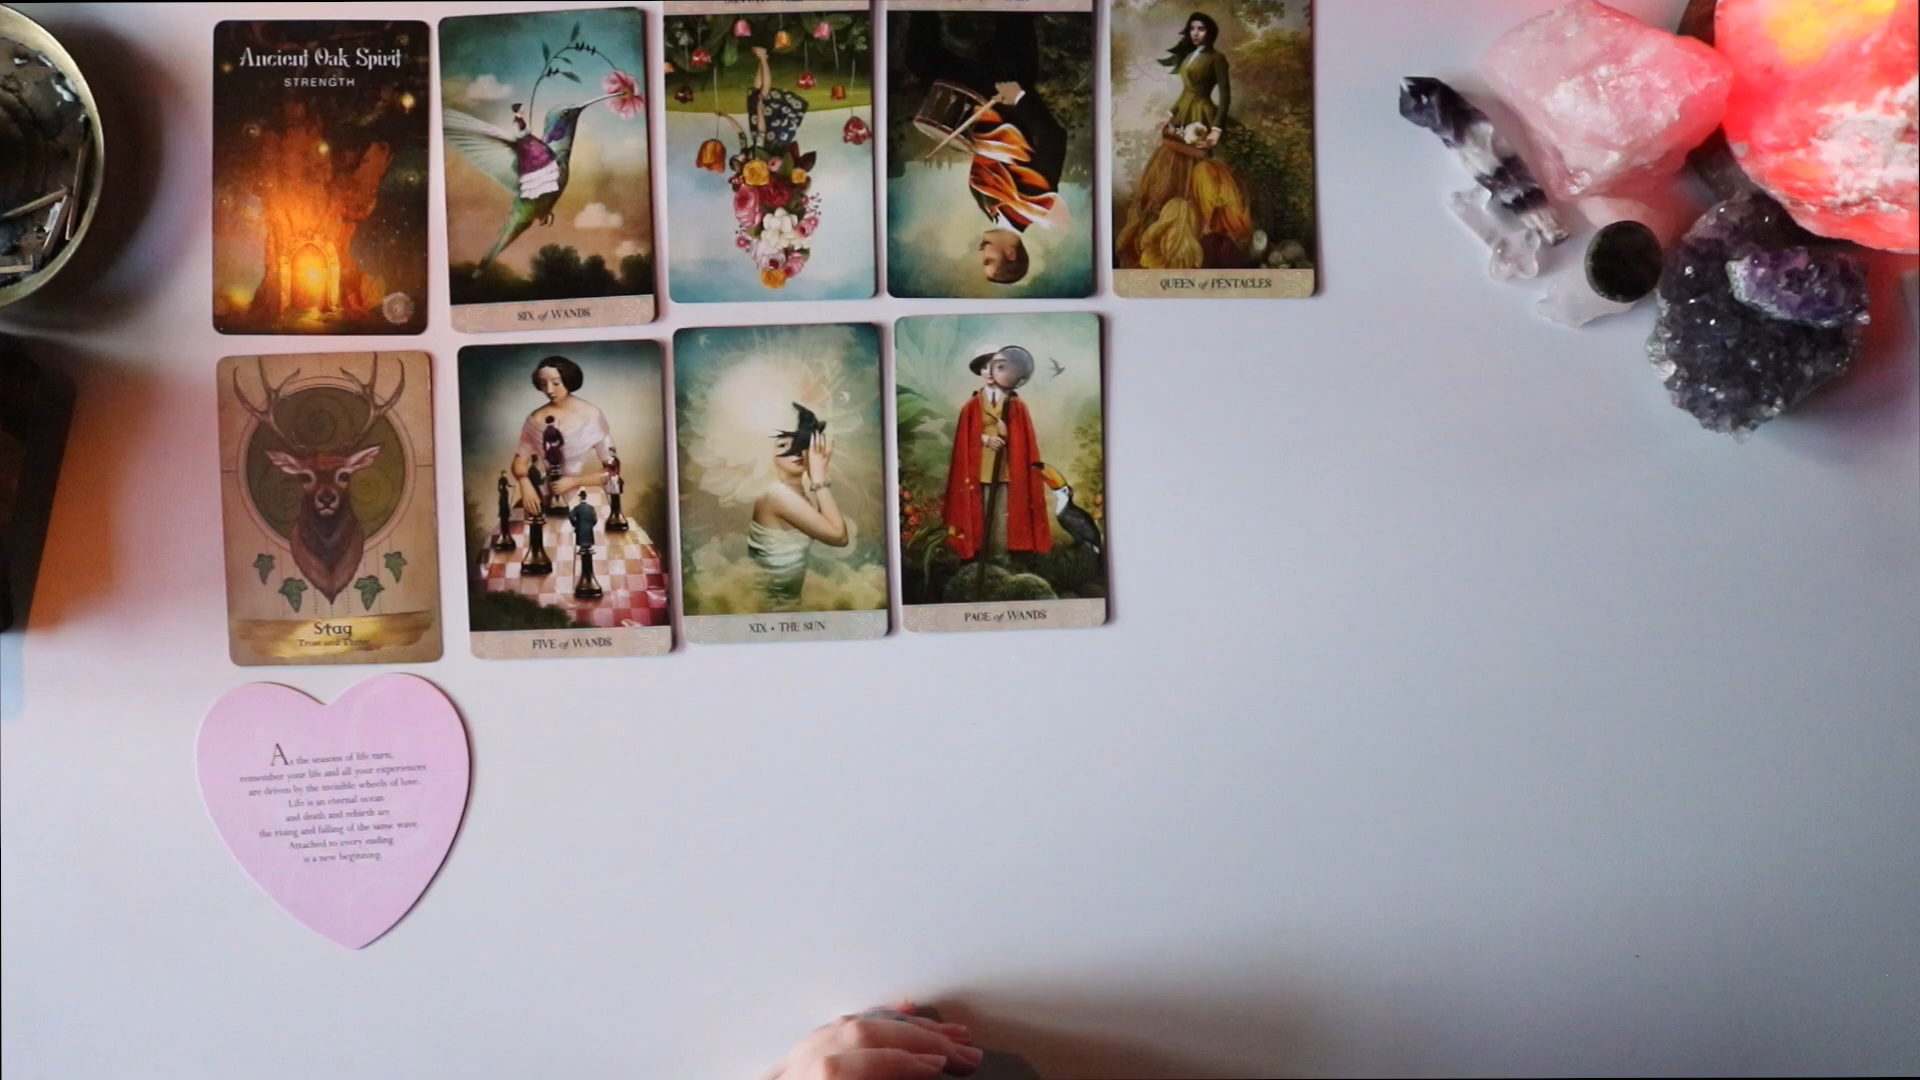 Ancient Oak Spirit
STRENGTH
SIX of WANDS
QUEEN of PENTACLES
Stag
FIVE of WANDS
XIX • THE SUN
PAGE of WANDS
As the seasons of life turn,
remember your life and all your experiences
are driven by the invisible wheels of love.
Life is an eternal ocean
and death and rebirth are
the rising and falling of the same wave.
Attached to every ending
is a new beginning.